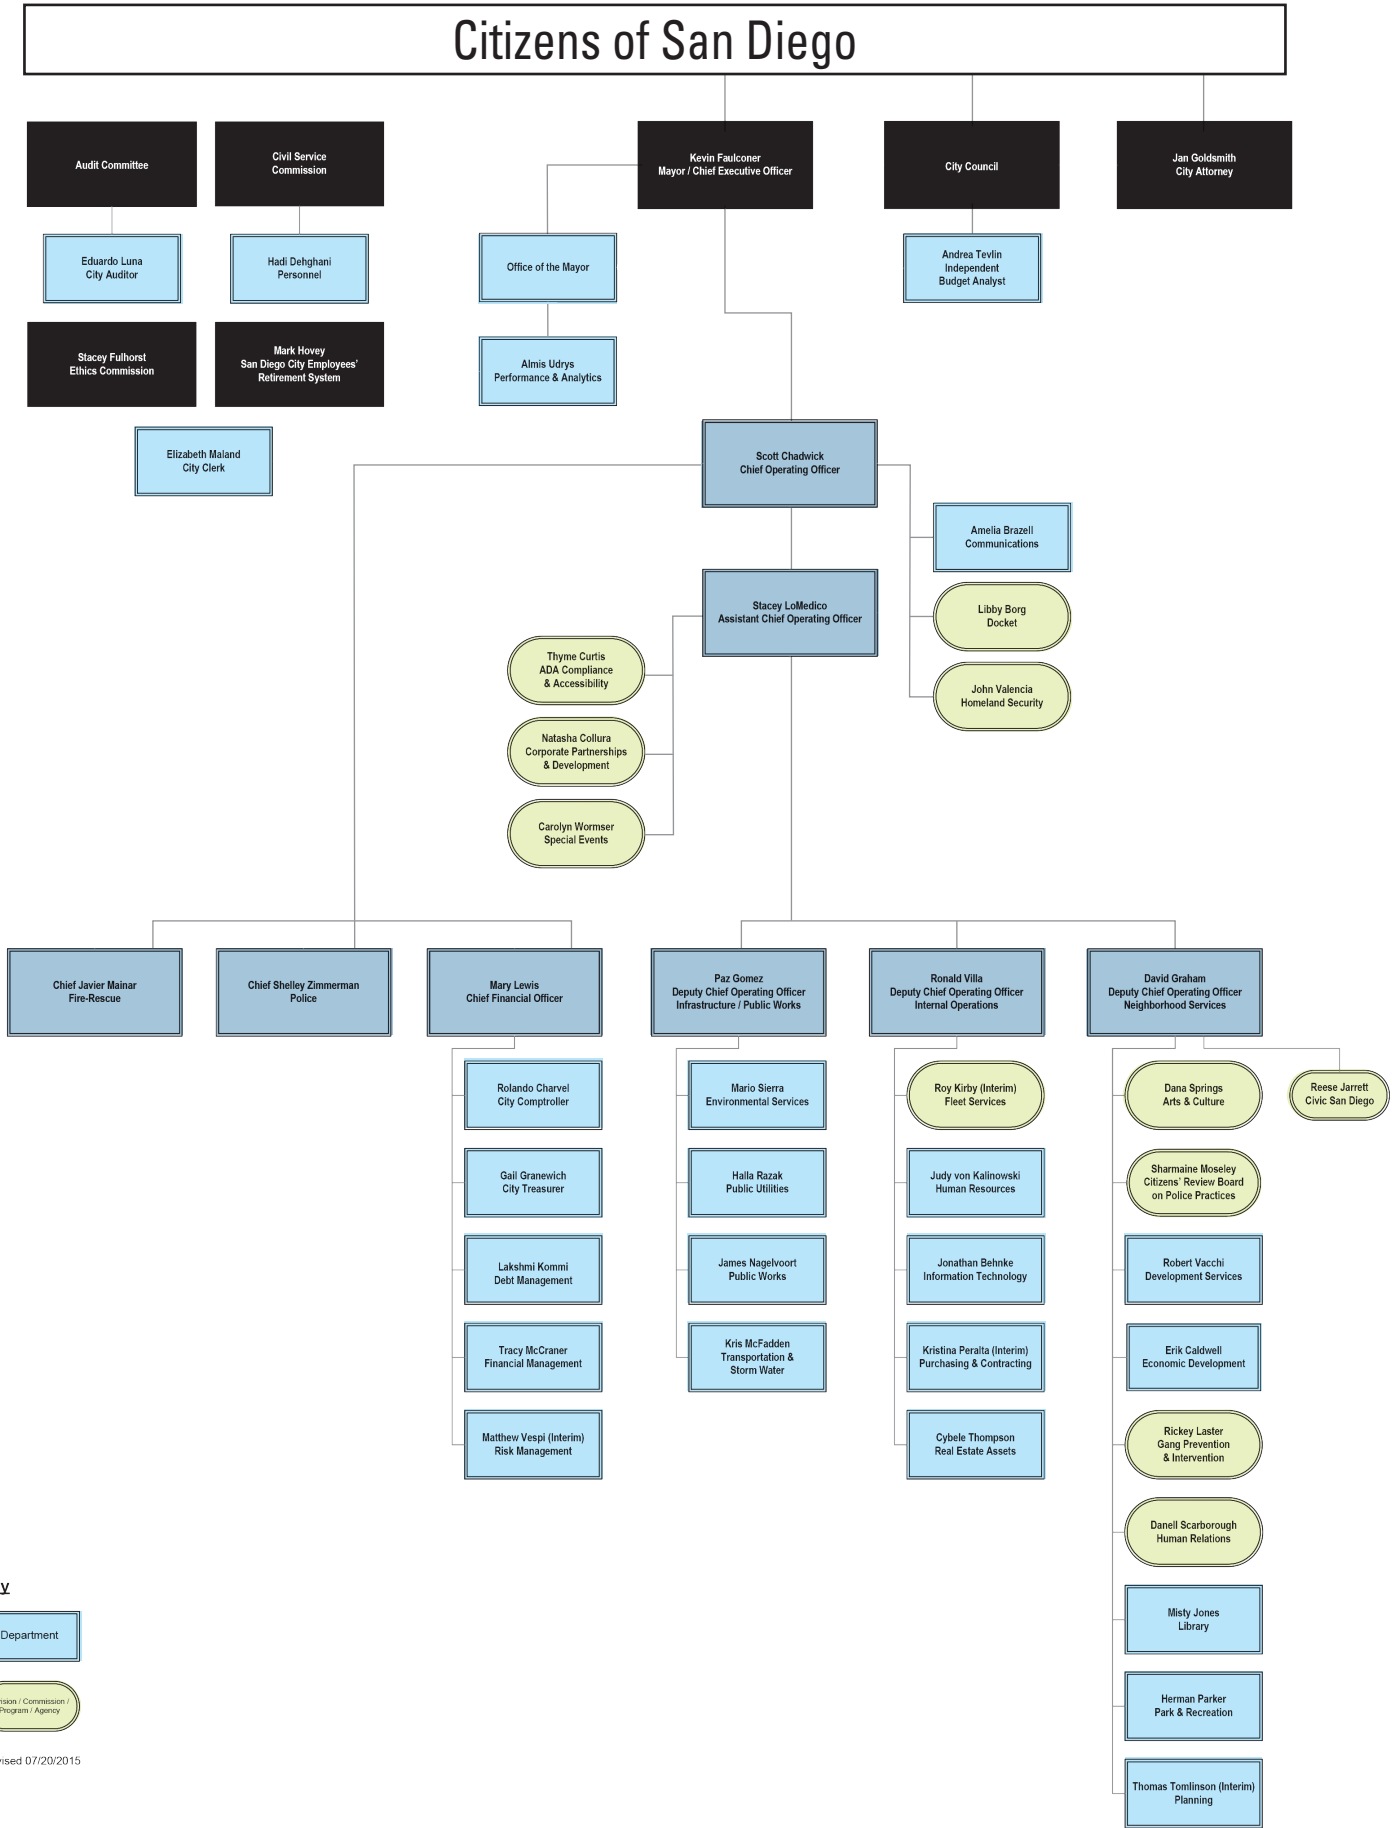 Citizens of San Diego
Audit Committee
Civil Service
Commission
Kevin Faulconer
Mayor / Chief Executive Officer
City Council
Jan Goldsmith
City Attorney
Eduardo Luna
City Auditor
Hadi Dehghani
Personnel
Office of the Mayor
Andrea Tevlin
Independent
Budget Analyst
Stacey Fulhorst
Ethics Commission
Mark Hovey
San Diego City Employees'
Retirement System
Almis Udrys
Performance & Analytics
Elizabeth Maland
City Clerk
Scott Chadwick
Chief Operating Officer
Amelia Brazell
Communications
Stacey LoMedico
Assistant Chief Operating Officer
Libby Borg
Docket
Thyme Curtis
ADA Compliance
& Accessibility
John Valencia
Homeland Security
Natasha Collura
Corporate Partnerships
& Development
Carolyn Wormser
Special Events
Chief Javier Mainar
Fire-Rescue
Chief Shelley Zimmerman
Police
Mary Lewis
Chief Financial Officer
Paz Gomez
Deputy Chief Operating Officer
Infrastructure / Public Works
Ronald Villa
Deputy Chief Operating Officer
Internal Operations
David Graham
Deputy Chief Operating Officer
Neighborhood Services
Rolando Charvel
City Comptroller
Mario Sierra
Environmental Services
Roy Kirby (Interim)
Fleet Services
Dana Springs
Arts & Culture
Reese Jarrett
Civic San Diego
Gail Granewich
City Treasurer
Halla Razak
Public Utilities
Judy von Kalinowski
Human Resources
Sharmaine Moseley
Citizens' Review Board
on Police Practices
Lakshmi Kommi
Debt Management
James Nagelvoort
Public Works
Jonathan Behnke
Information Technology
Robert Vacchi
Development Services
Tracy McCraner
Financial Management
Kris McFadden
Transportation &
Storm Water
Kristina Peralta (Interim)
Purchasing & Contracting
Erik Caldwell
Economic Development
Matthew Vespi (Interim)
Risk Management
Cybele Thompson
Real Estate Assets
Rickey Laster
Gang Prevention
& Intervention
Danell Scarborough
Human Relations
y
Department
Misty Jones
Library
ision / Commission /
Program / Agency
Herman Parker
Park & Recreation
ised 07/20/2015
Thomas Tomlinson (Interim)
Planning